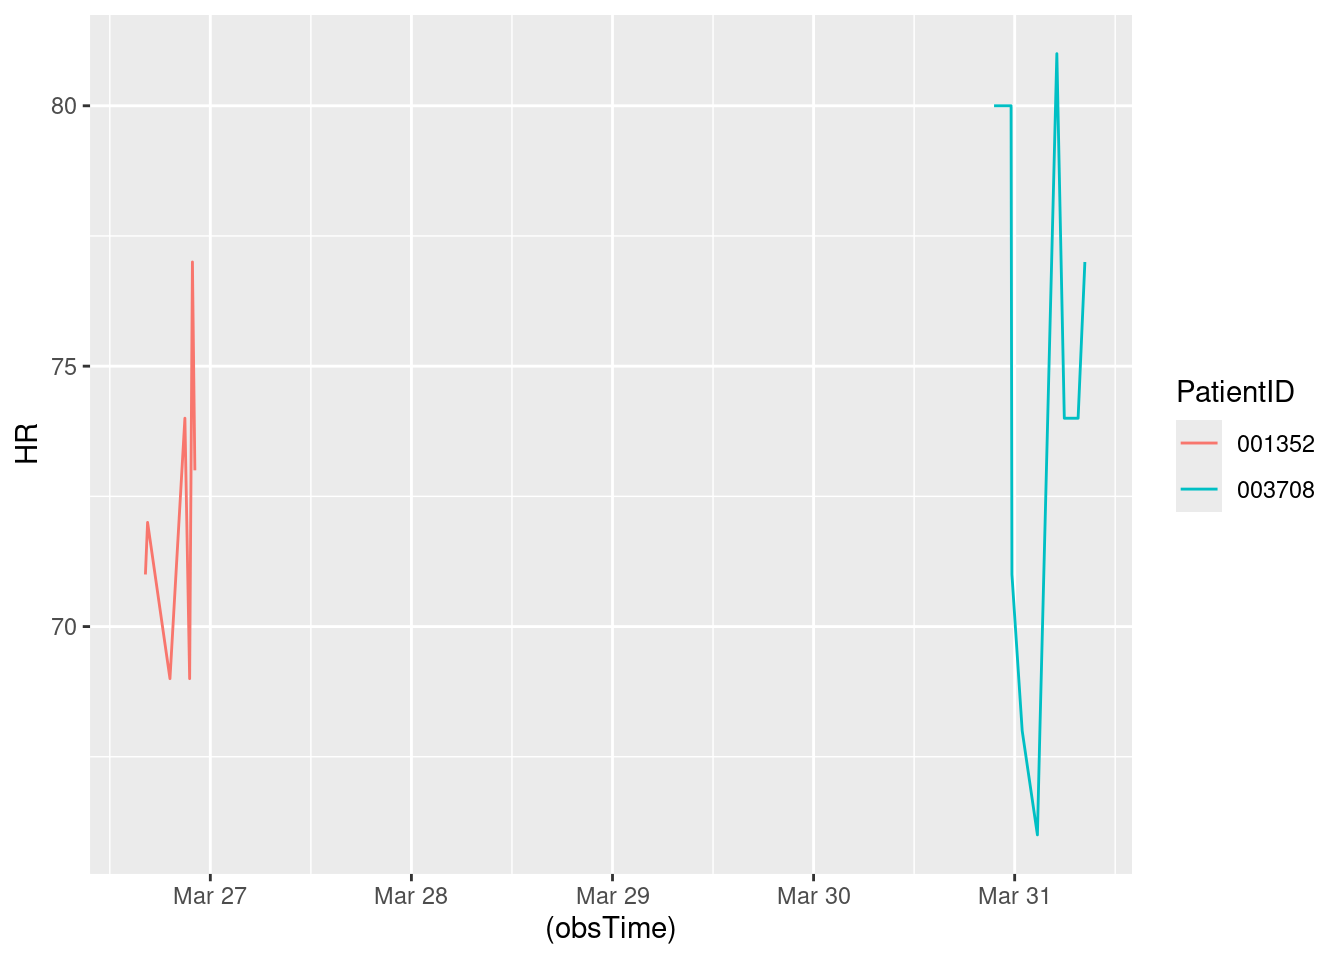 80
75
70
HR
Mar 27
Mar 28
Mar 29
Mar 30
Mar 31
(obsTime)
PatientID
001352
003708